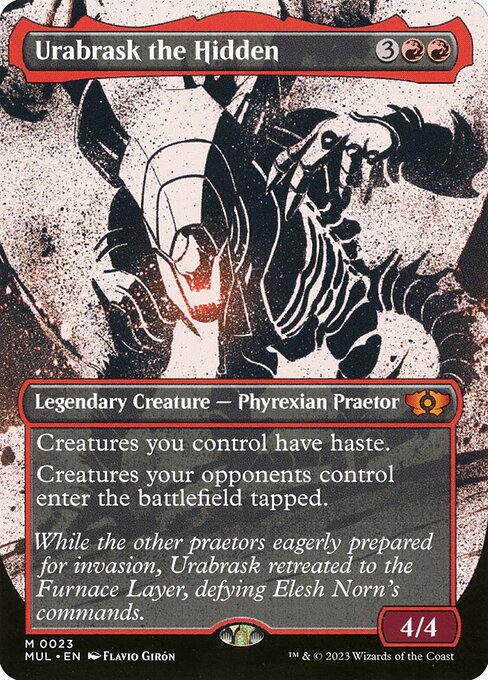 Urabrask the Hidden 3
Legendary Creature — Phyrexian Praetor
Creatures you control have haste.
Creatures your opponents control
enter the battlefield tapped.
While the other praetors eagerly prepared
for invasion, Urabrask retreated to the
Furnace Layer, defying Elesh Norn's
commands.
4/4
M 0023
MUL • EN Flavio Girón
™ & © 2023 Wizards of the Coast